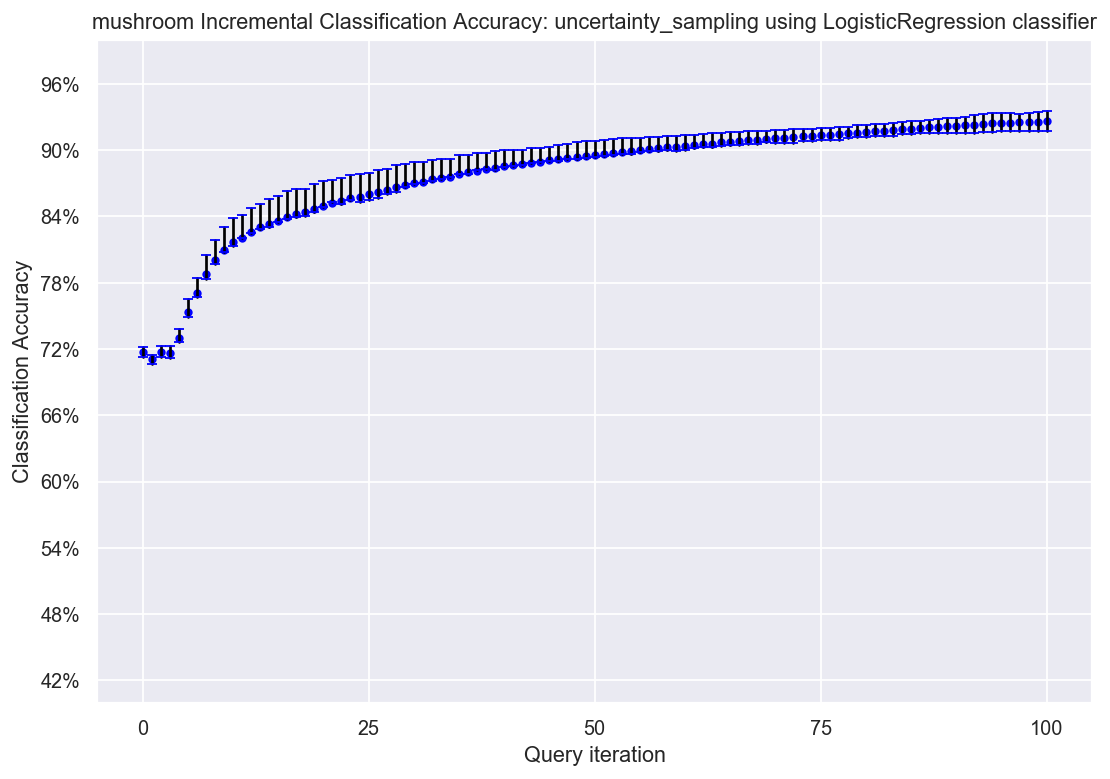 mushroom Incremental Classification Accuracy: uncertainty_sampling using LogisticRegression classifier
96%
90%
84%
78%
72%
66%
60%
54%
48%
42%
Classification Accuracy
0 25 50 75 100
Query iteration